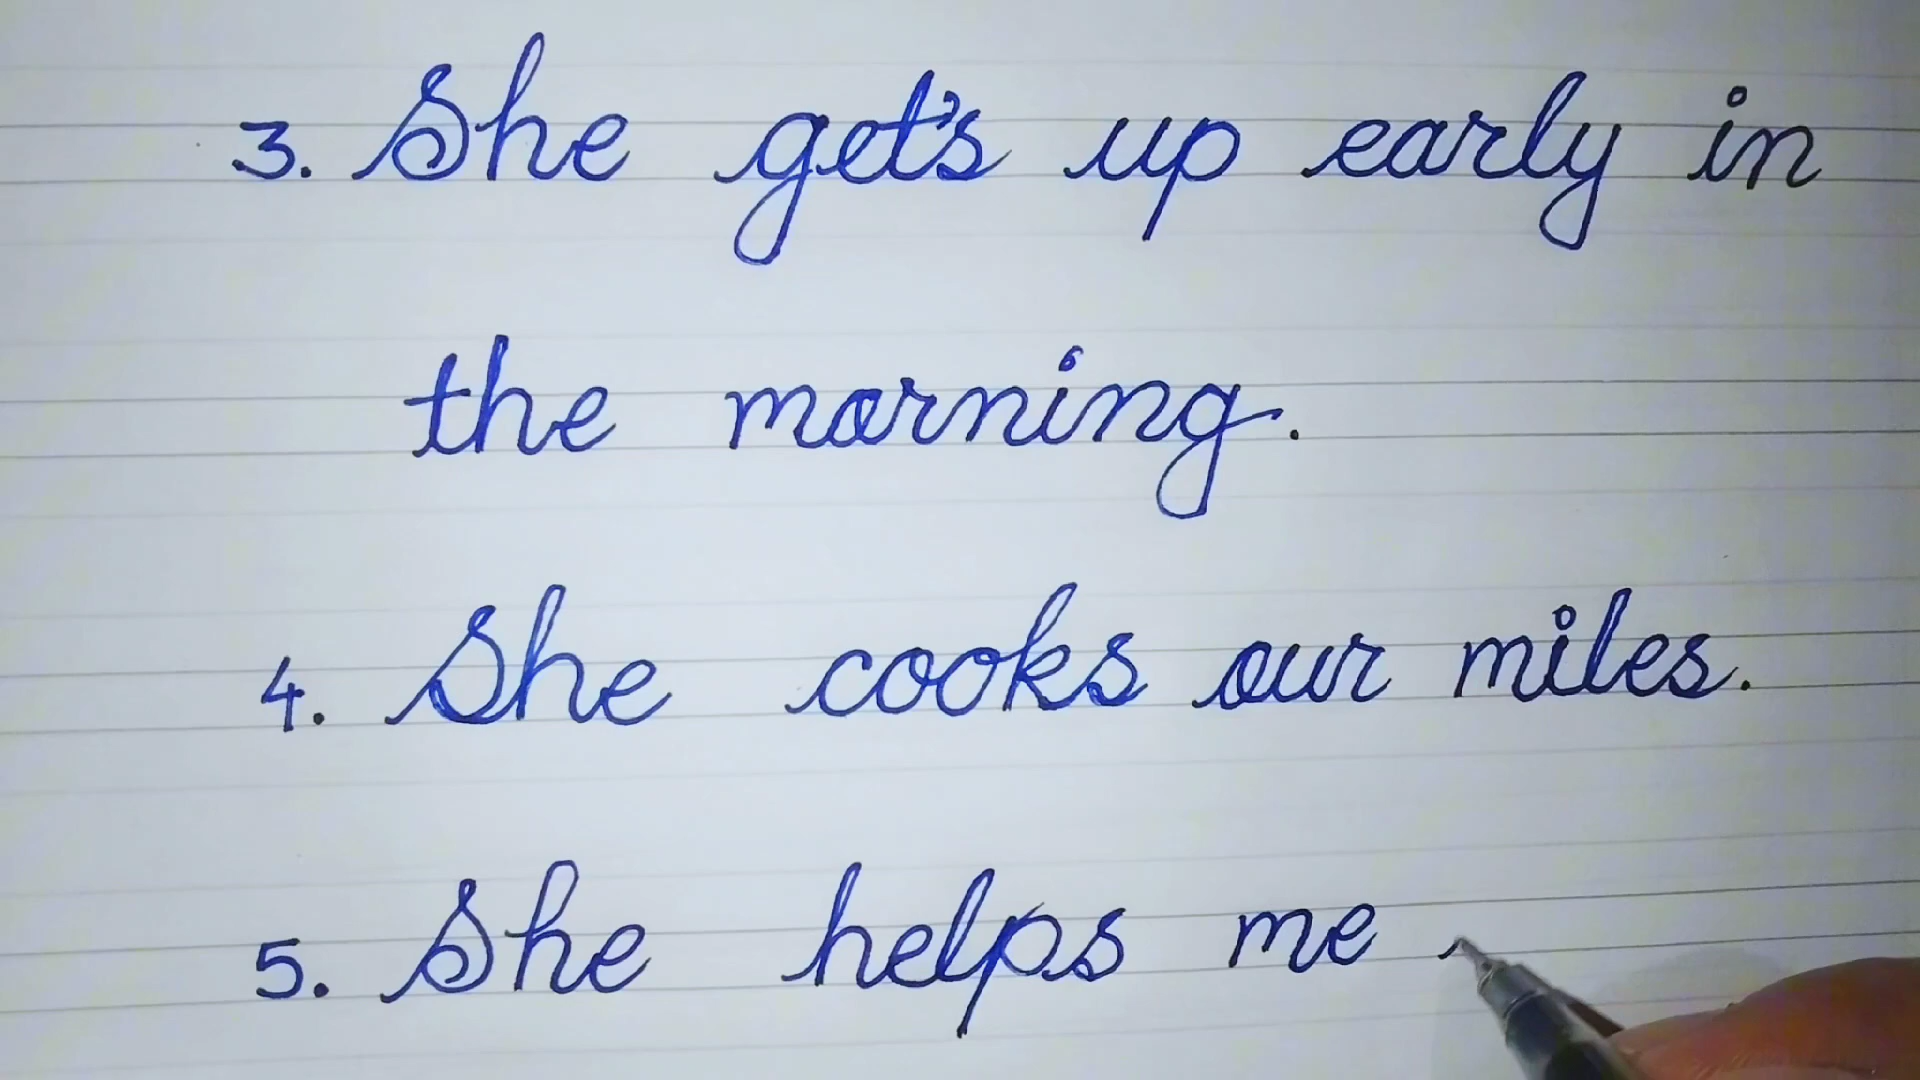 3. She get's up early in
the morning.
4. She cooks our miles.
5. She helps me